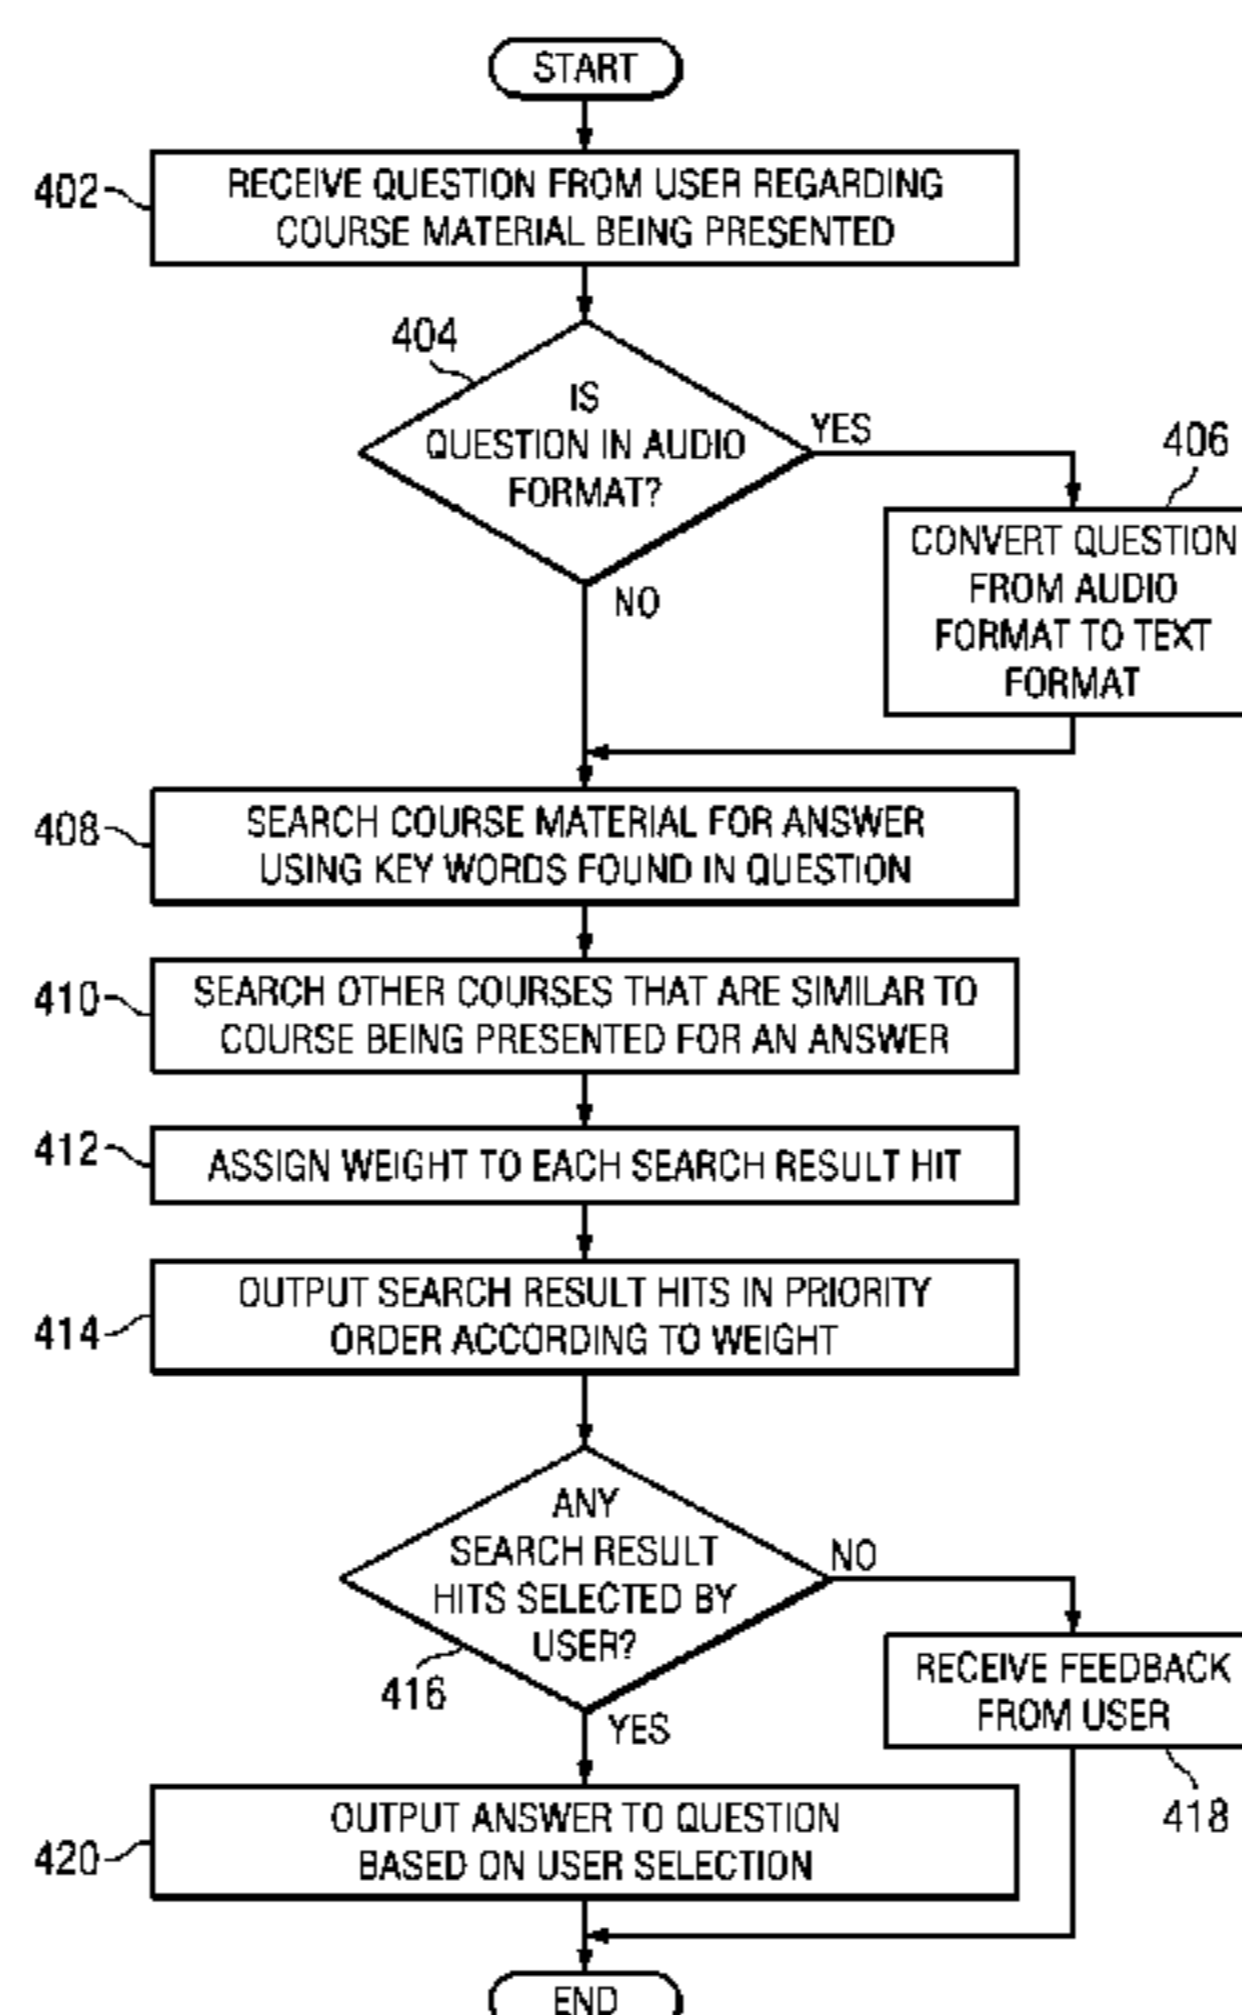 START
402
RECEIVE QUESTION FROM USER REGARDING
COURSE MATERIAL BEING PRESENTED
404
IS
QUESTION IN AUDIO
FORMAT?
YES
NO
406
CONVERT QUESTION
FROM AUDIO
FORMAT TO TEXT
FORMAT
408
SEARCH COURSE MATERIAL FOR ANSWER
USING KEY WORDS FOUND IN QUESTION
410
SEARCH OTHER COURSES THAT ARE SIMILAR TO
COURSE BEING PRESENTED FOR AN ANSWER
412
ASSIGN WEIGHT TO EACH SEARCH RESULT HIT
414
OUTPUT SEARCH RESULT HITS IN PRIORITY
ORDER ACCORDING TO WEIGHT
ANY
SEARCH RESULT
HITS SELECTED BY
USER?
416
NO
YES
RECEIVE FEEDBACK
FROM USER
418
420
OUTPUT ANSWER TO QUESTION
BASED ON USER SELECTION
END